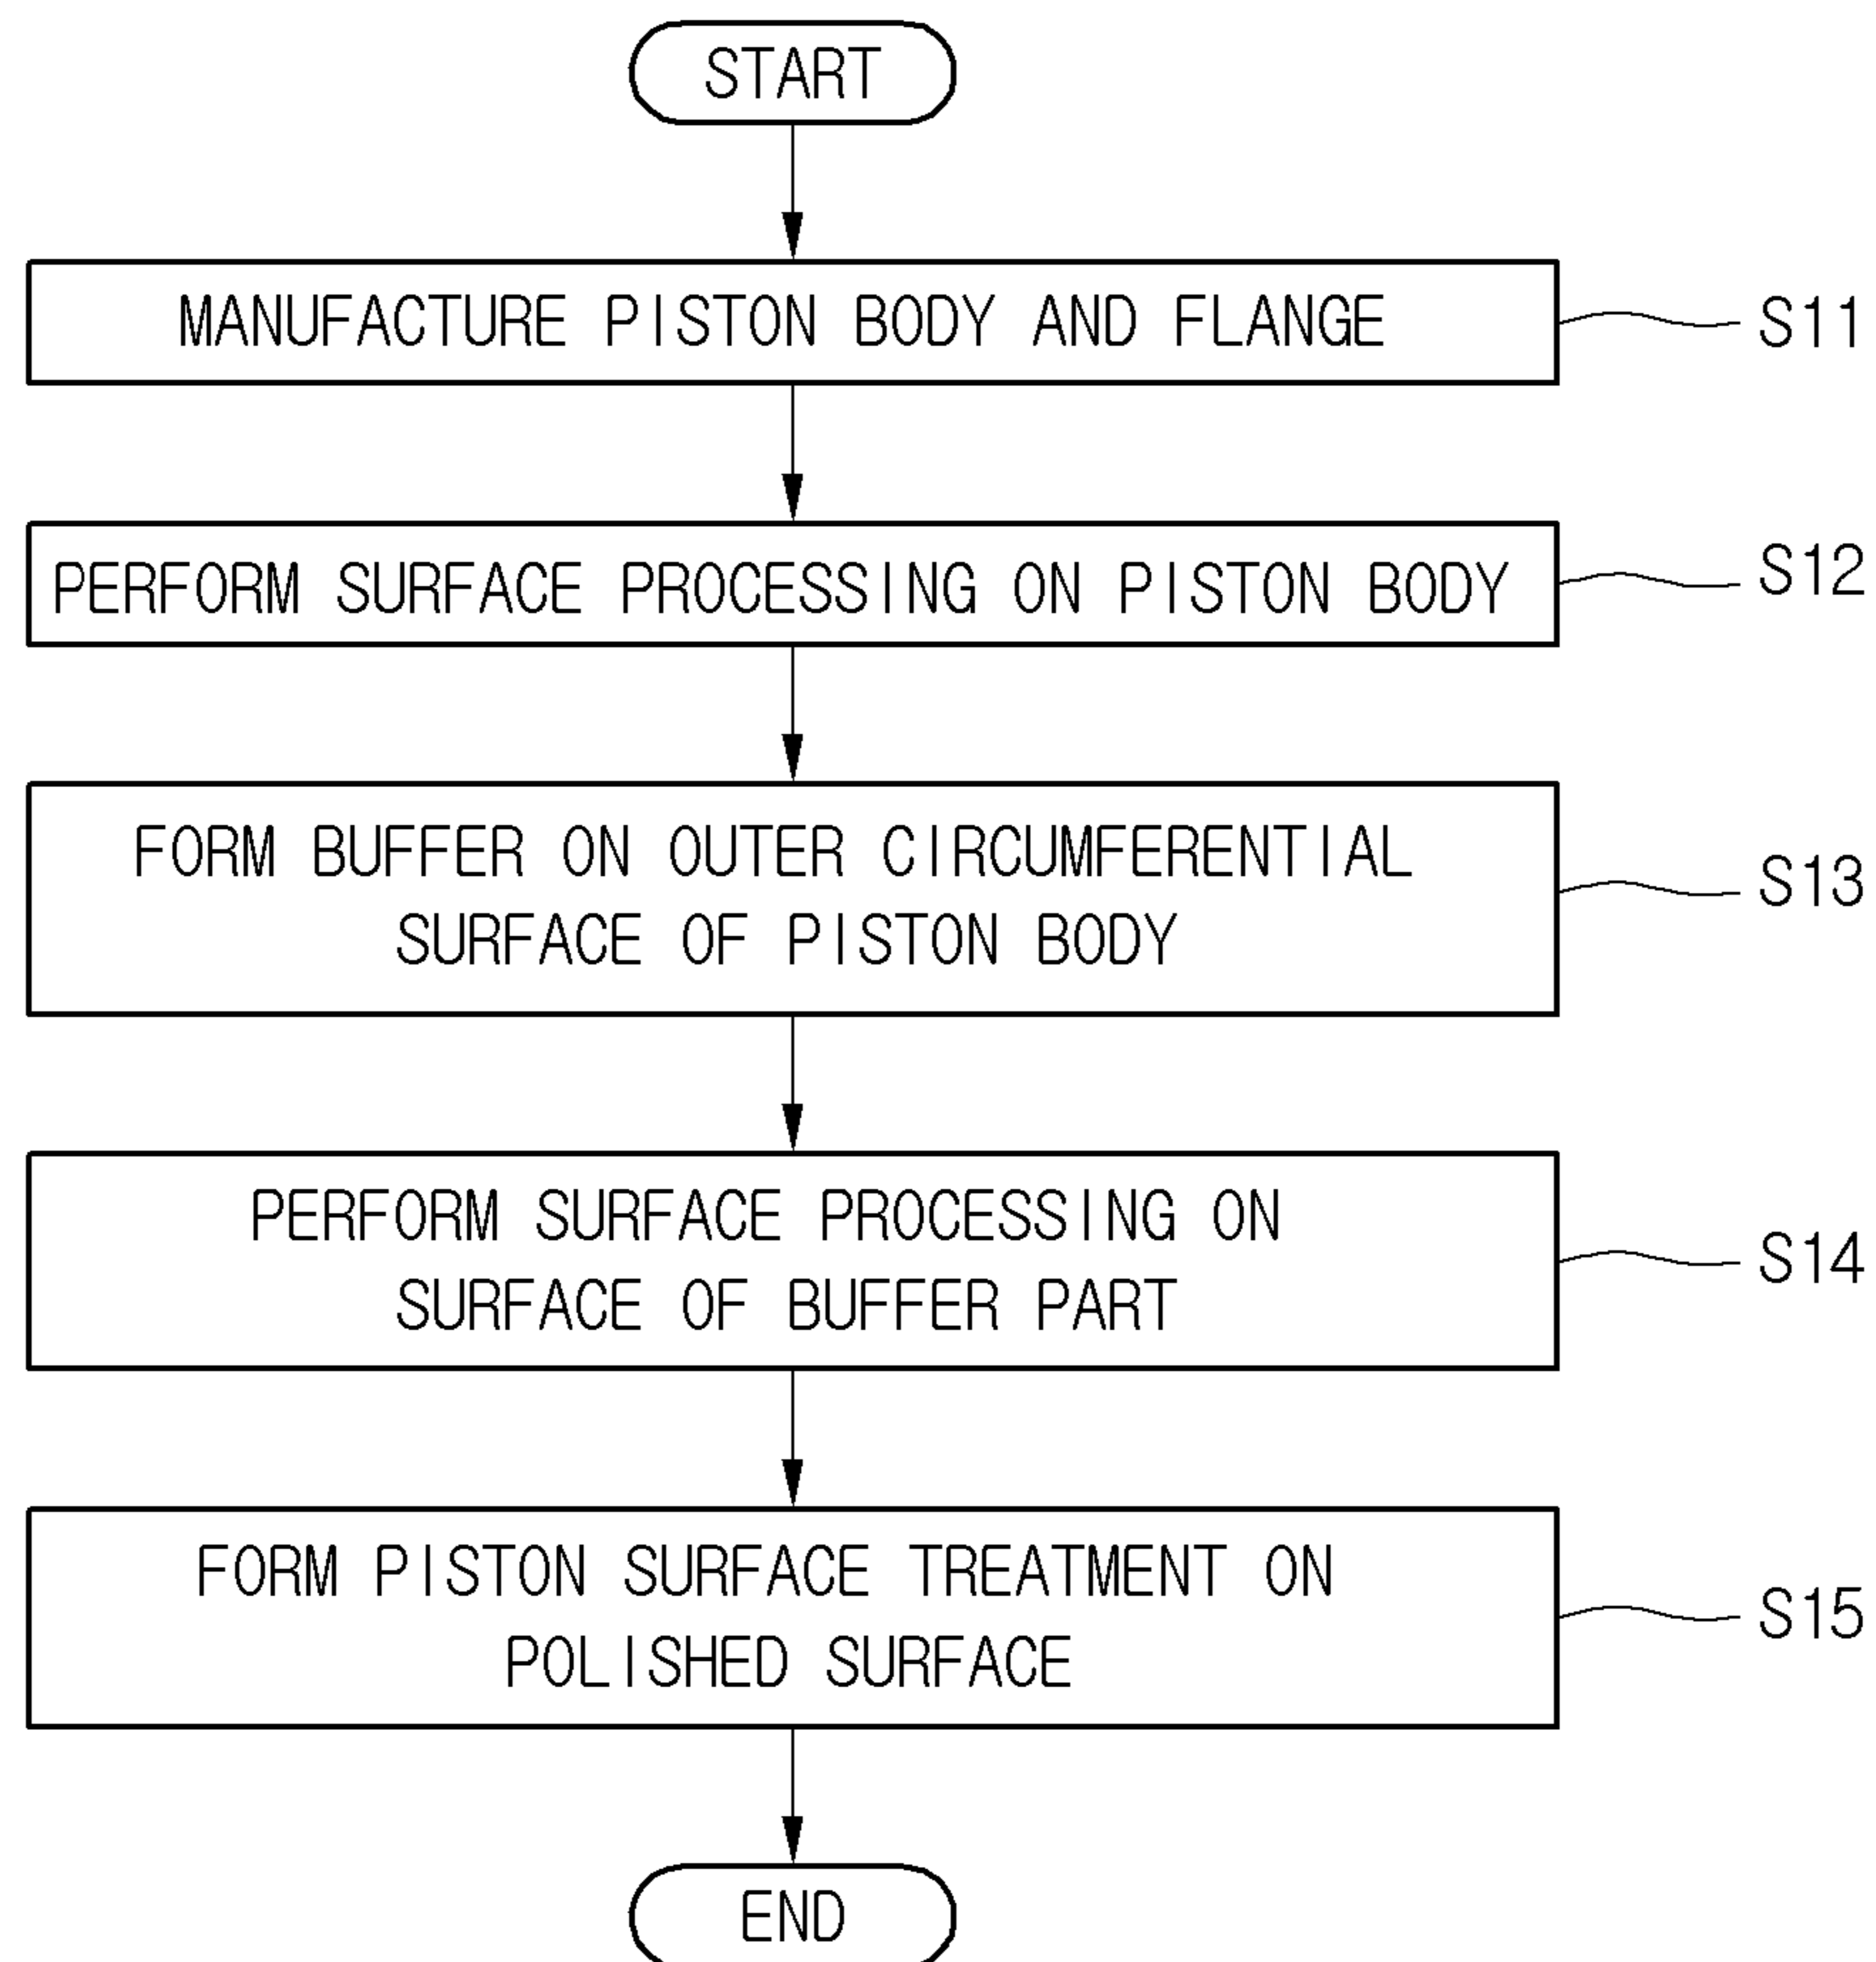 START
MANUFACTURE PISTON BODY AND FLANGE
S11
PERFORM SURFACE PROCESSING ON PISTON BODY
S12
FORM BUFFER ON OUTER CIRCUMFERENTIAL
SURFACE OF PISTON BODY
S13
PERFORM SURFACE PROCESSING ON
SURFACE OF BUFFER PART
S14
FORM PISTON SURFACE TREATMENT ON
POLISHED SURFACE
S15
END